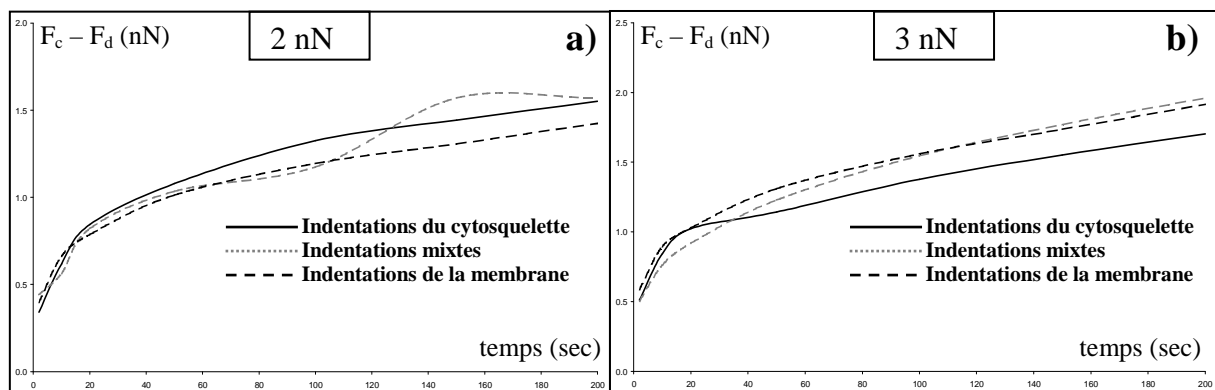 F_c – F_d (nN)
2 nN
a)
2.0
1.5
1.0
0.5
0.0
Indentations du cytosquelette
Indentations mixtes
Indentations de la membrane
temps (sec)
0 20 40 60 80 100 120 140 160 180 200
F_c – F_d (nN)
3 nN
b)
2.5
2.0
1.5
1.0
0.5
0.0
Indentations du cytosquelette
Indentations mixtes
Indentations de la membrane
temps (sec)
0 20 40 60 80 100 120 140 160 180 200